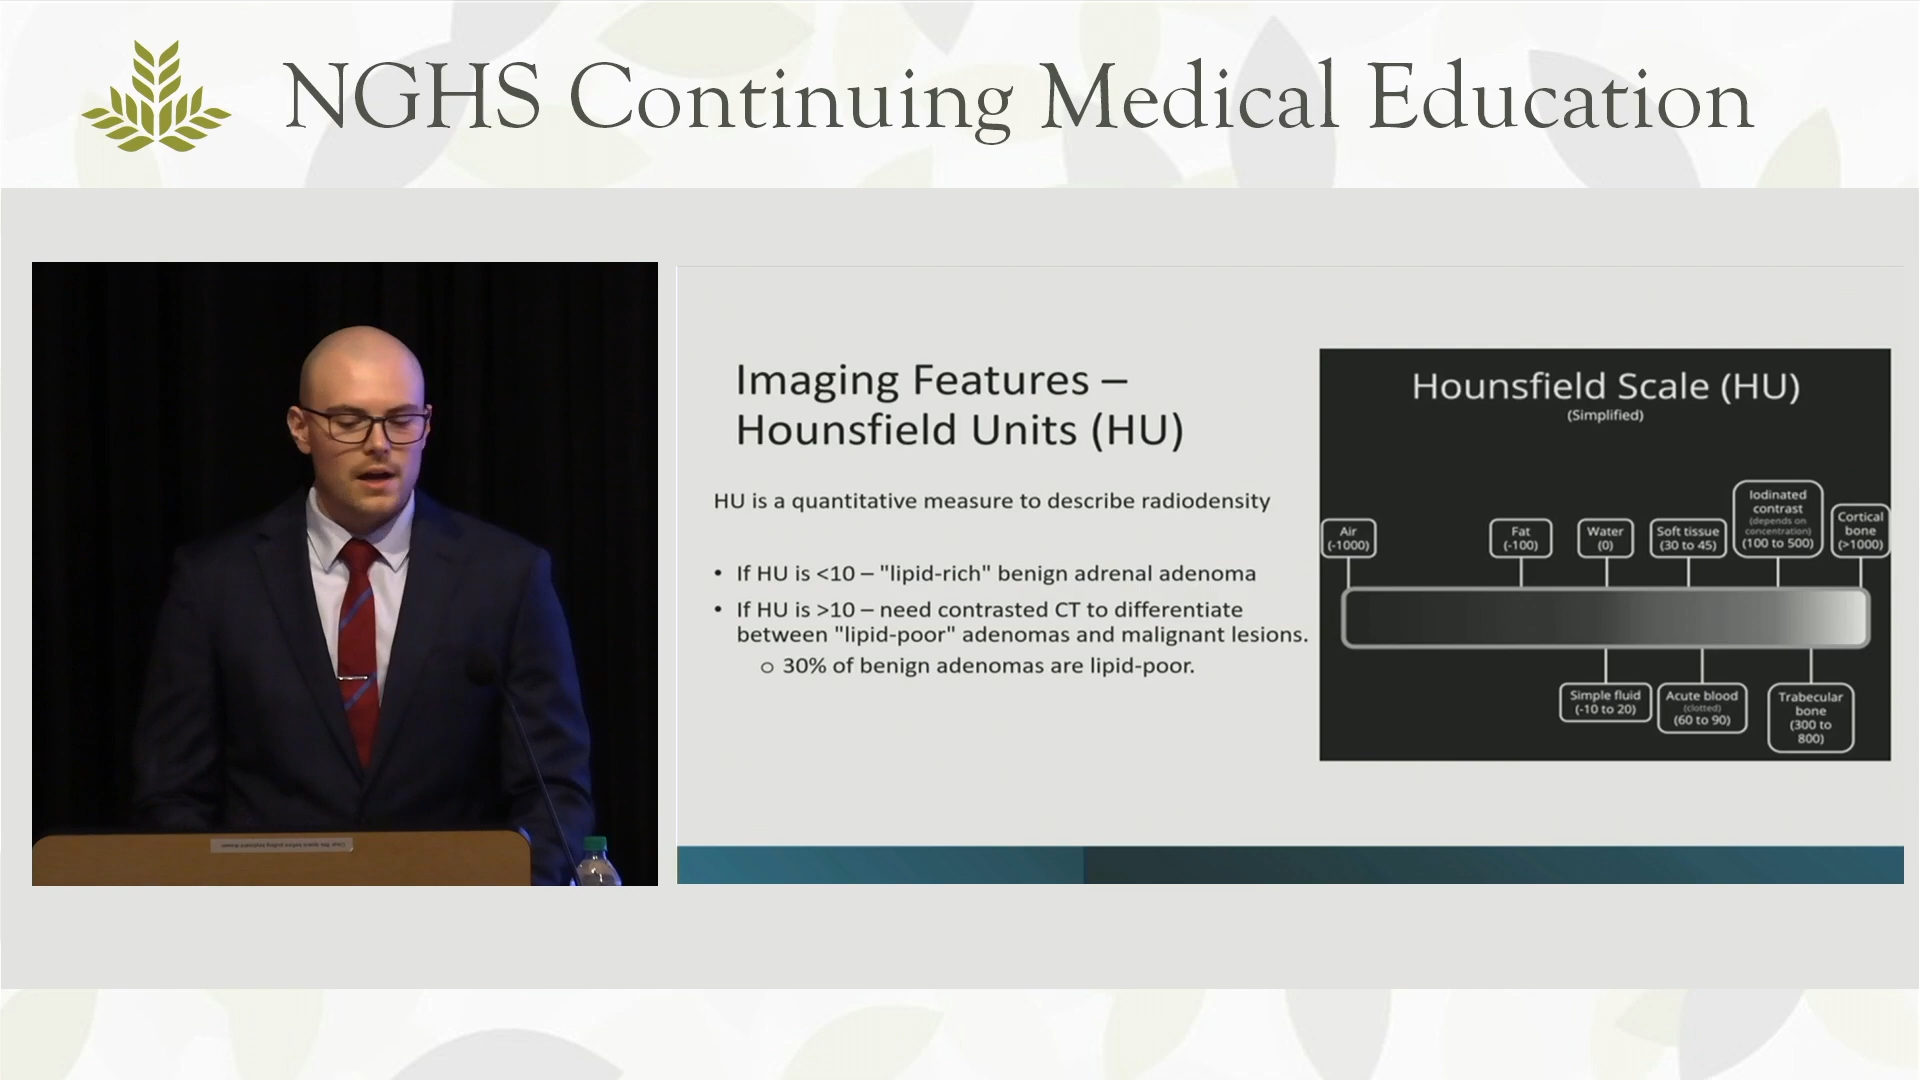 NGHS Continuing Medical Education
Imaging Features –
Hounsfield Units (HU)
HU is a quantitative measure to describe radiodensity
• If HU is <10 – "lipid-rich" benign adrenal adenoma
• If HU is >10 – need contrasted CT to differentiate
between "lipid-poor" adenomas and malignant lesions.
o 30% of benign adenomas are lipid-poor.
Hounsfield Scale (HU)
(Simplified)
Air
(-1000)
Fat
(-100)
Water
(0)
Soft tissue
(30 to 45)
Iodinated
contrast
(depends on
concentration)
(100 to 500)
Cortical
bone
(>1000)
Simple fluid
(-10 to 20)
Acute blood
(clotted)
(60 to 90)
Trabecular
bone
(300 to
800)